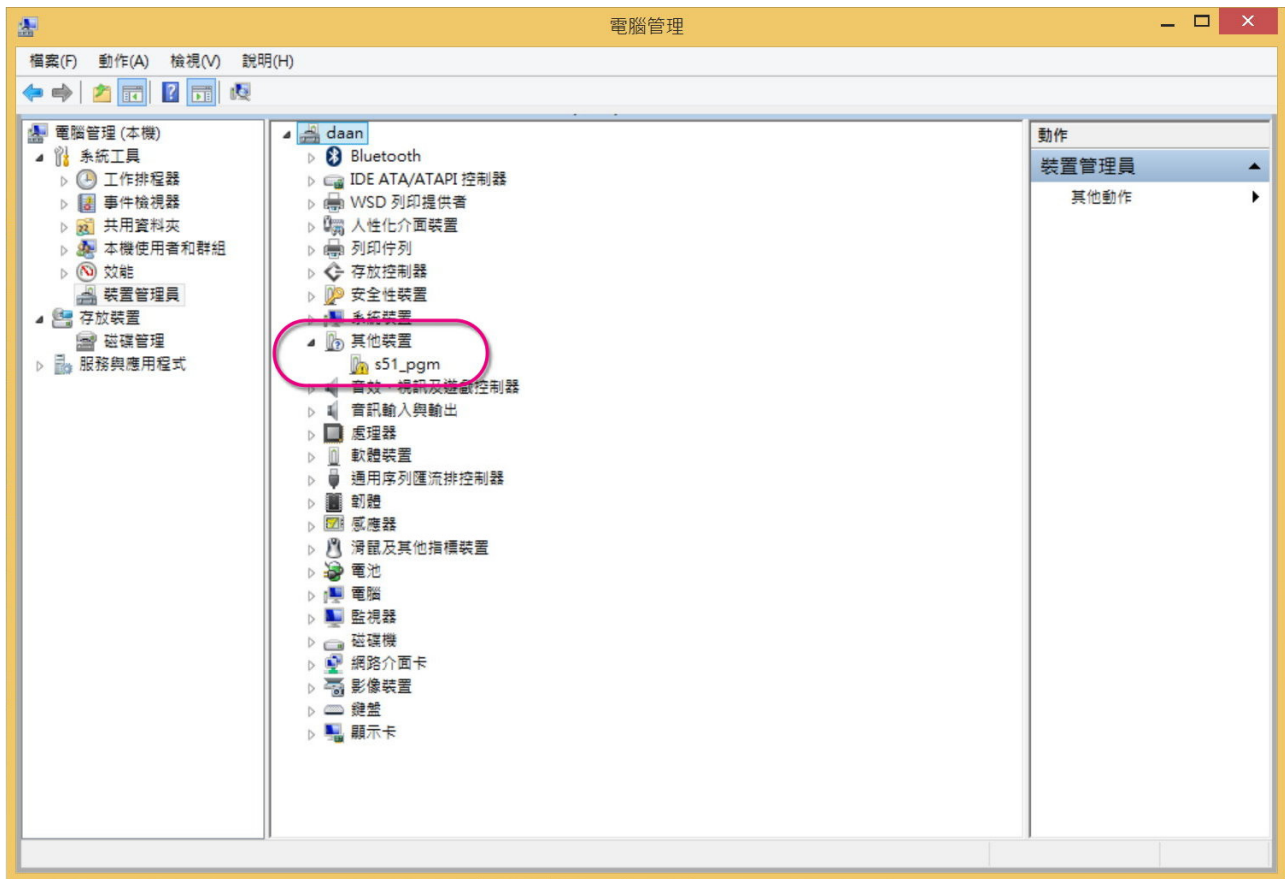 電腦管理
檔案(F) 動作(A) 檢視(V) 說明(H)
電腦管理 (本機)
系統工具
工作排程器
事件檢視器
共用資料夾
本機使用者和群組
效能
裝置管理員
存放裝置
磁碟管理
服務與應用程式
daan
Bluetooth
IDE ATA/ATAPI 控制器
WSD 列印提供者
人性化介面裝置
列印佇列
存放控制器
安全性裝置
系統裝置
其他裝置
s51_pgm
音效、視訊及遊戲控制器
音訊輸入與輸出
處理器
軟體裝置
通用序列匯流排控制器
韌體
感應器
滑鼠及其他指標裝置
電池
電腦
監視器
磁碟機
網路介面卡
影像裝置
鍵盤
顯示卡
動作
裝置管理員
其他動作